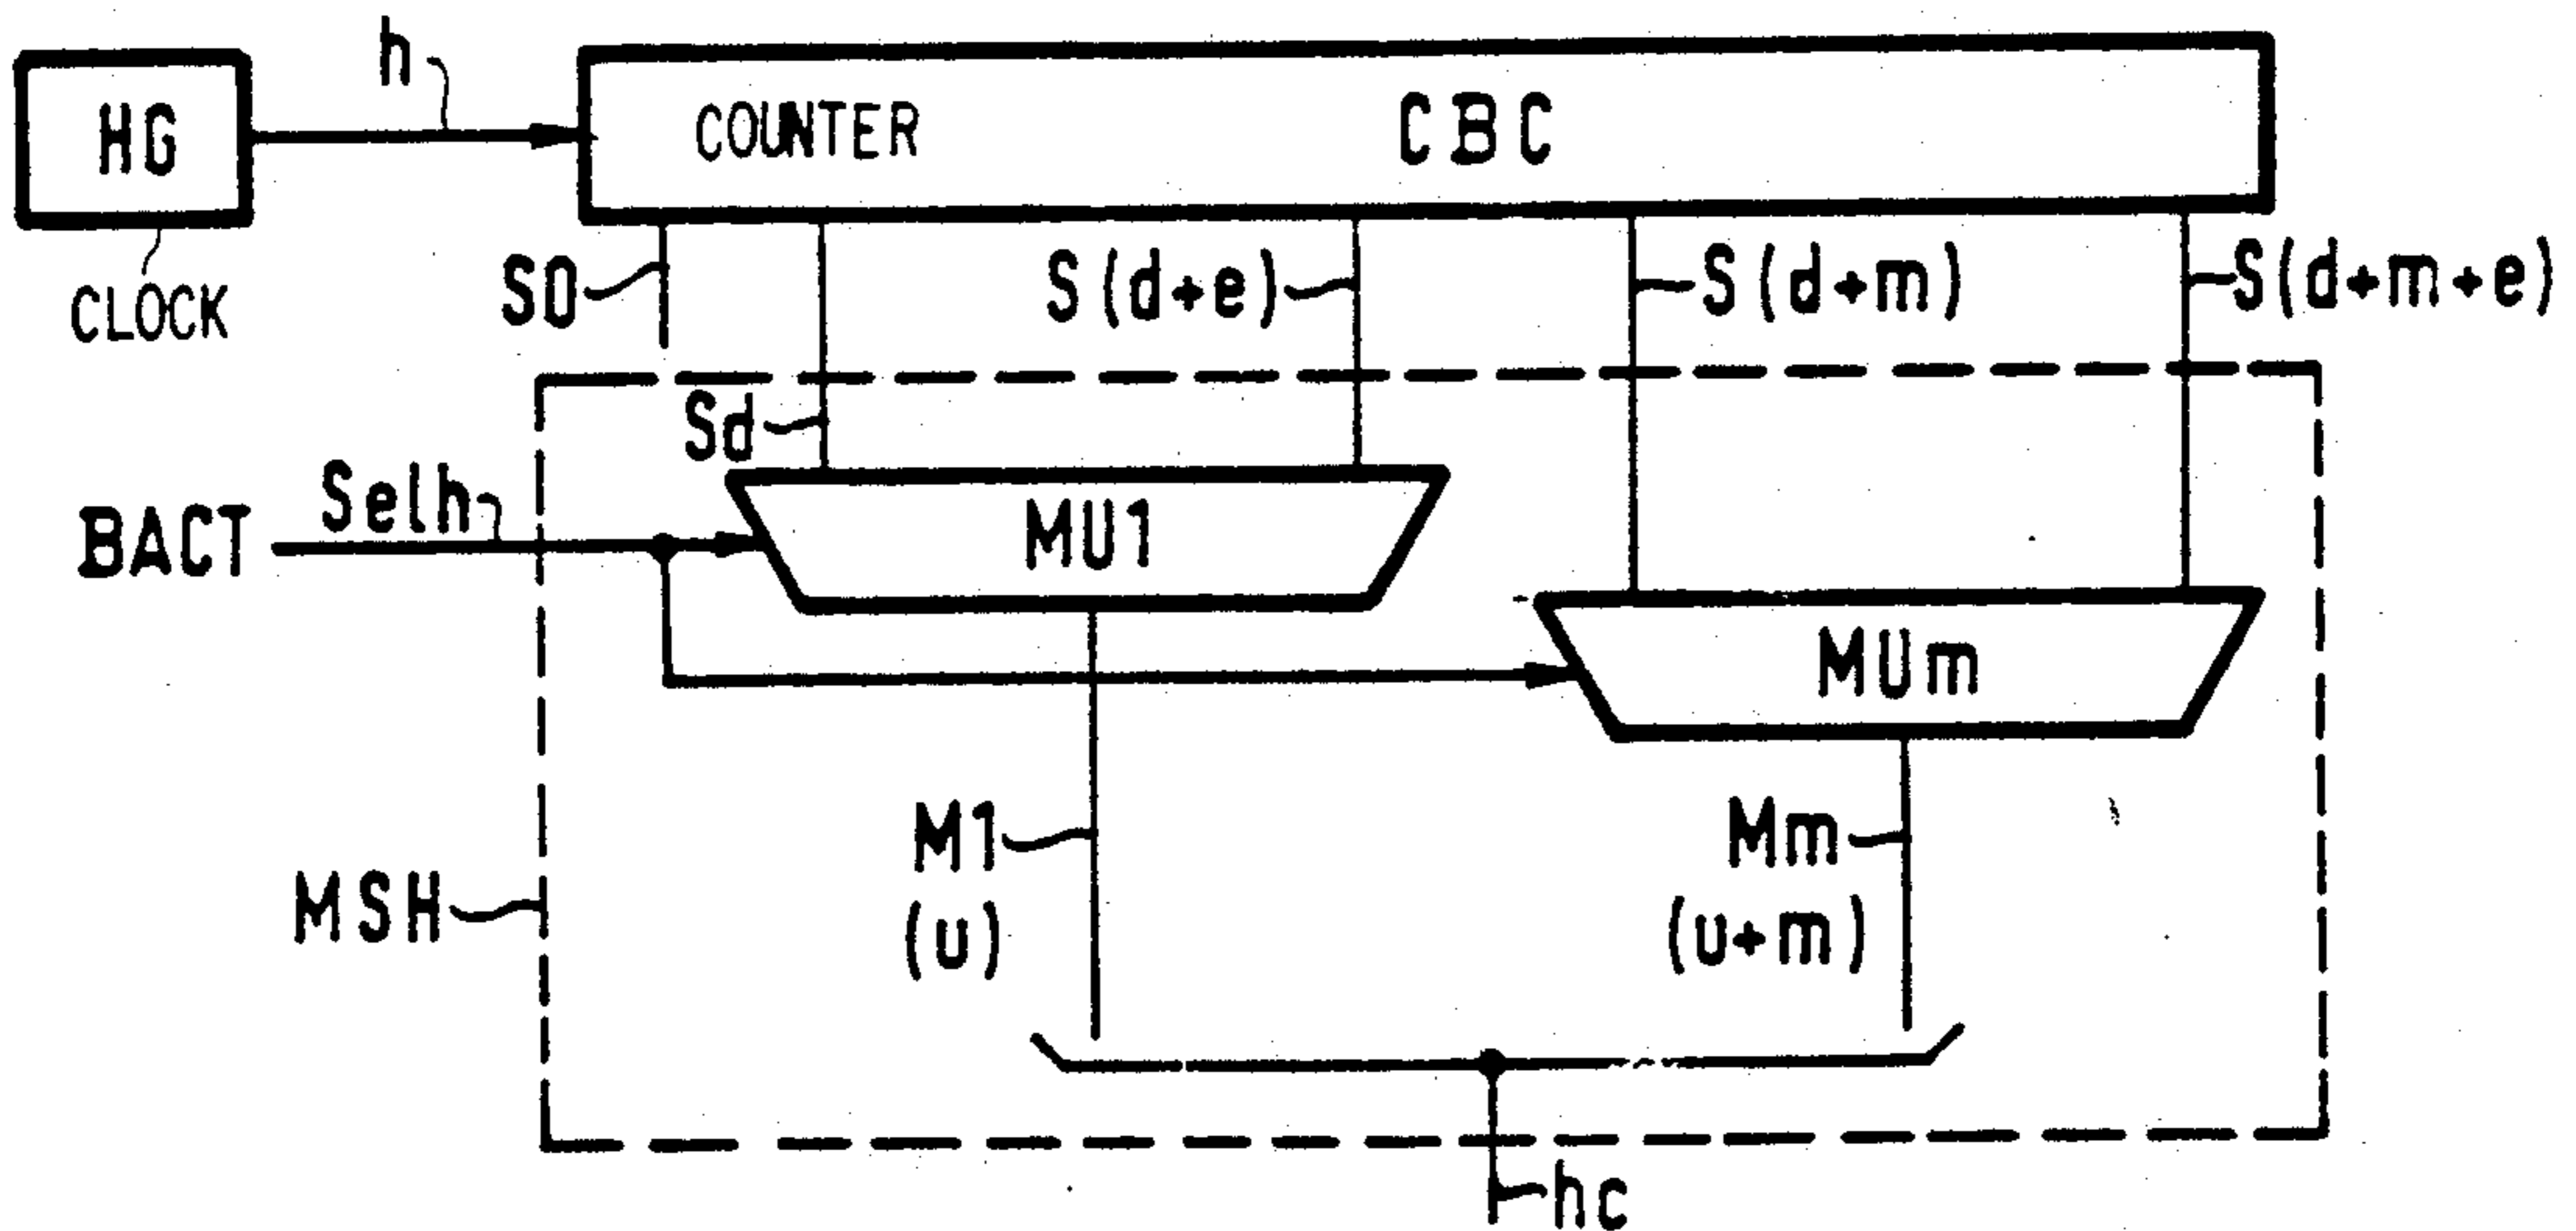 h
HG
COUNTER
CBC
CLOCK
S0
S(d+e)
S(d+m)
S(d+m+e)
Sd
BACT
Selh
MU1
MUm
M1
(u)
Mm
(u+m)
MSH
hc